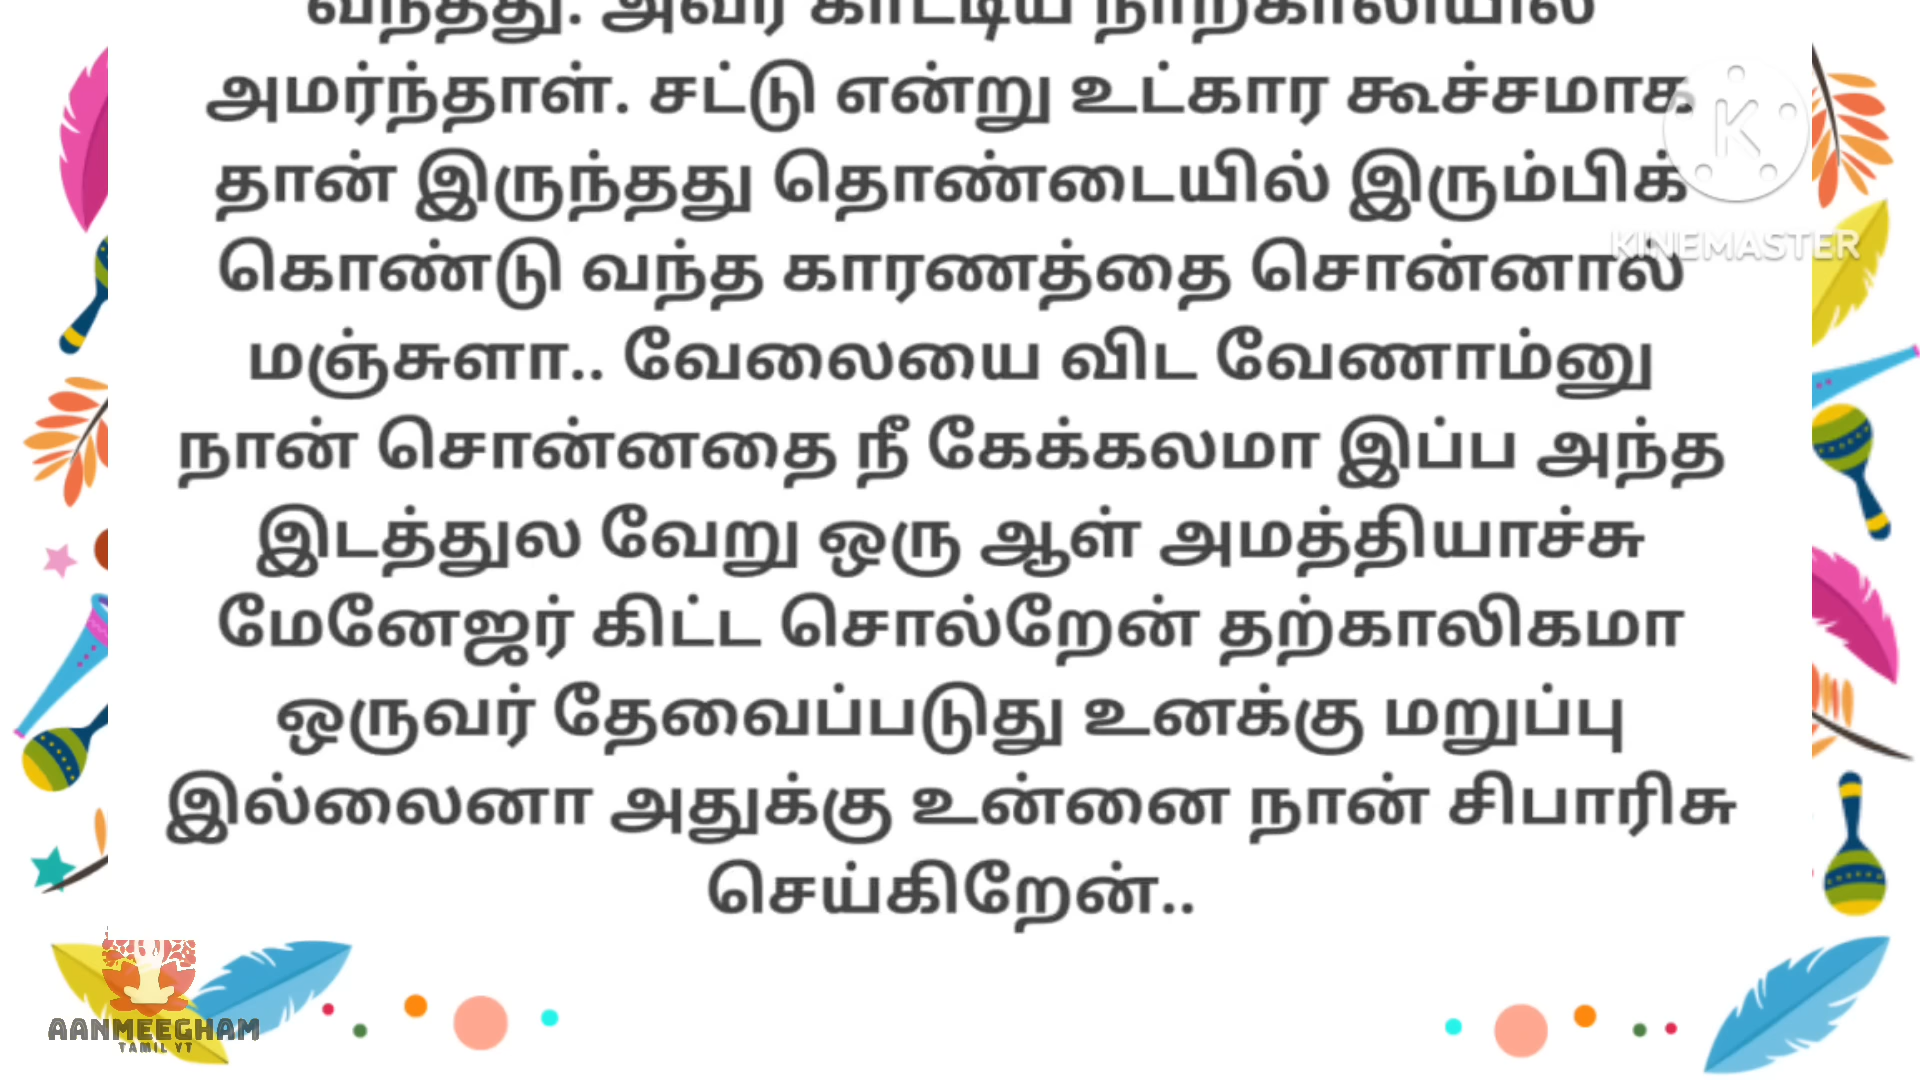 வந்தது. அவர் காட்டிய நாற்காலியில்
அமர்ந்தாள். சட்டு என்று உட்கார கூச்சமாக
தான் இருந்தது தொண்டையில் இரும்பிக்
கொண்டு வந்த காரணத்தை சொன்னால்
மஞ்சுளா.. வேலையை விட வேணாம்னு
நான் சொன்னதை நீ கேக்கலமா இப்ப அந்த
இடத்துல வேறு ஒரு ஆள் அமத்தியாச்சு
மேனேஜர் கிட்ட சொல்றேன் தற்காலிகமா
ஒருவர் தேவைப்படுது உனக்கு மறுப்பு
இல்லைனா அதுக்கு உன்னை நான் சிபாரிசு
செய்கிறேன்..
K
KINEMASTER
AANMEEGHAM
TAMIL YT